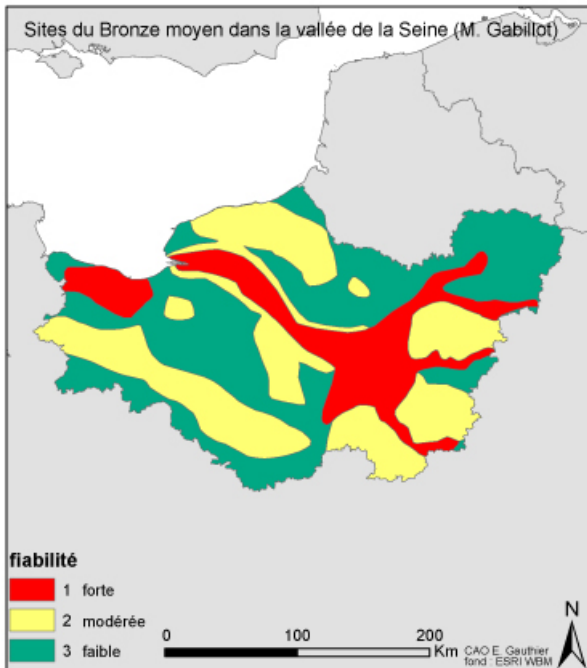 Sites du Bronze moyen dans la vallée de la Seine (M. Gabillot)
fiabilité
1 forte
2 modérée
3 faible
0 100 200
Km
N
CAO E. Gauthier
fond : ESRI WBM